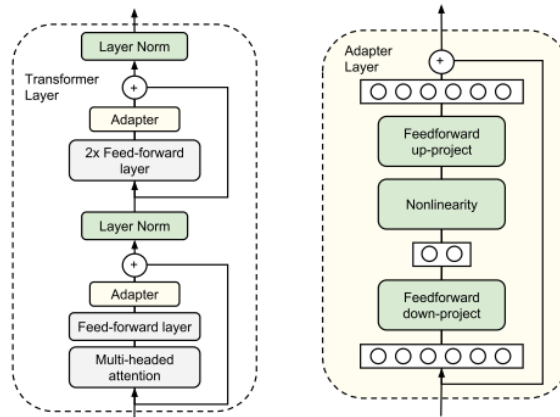 Layer Norm
Transformer
Layer
+
Adapter
2x Feed-forward
layer
Layer Norm
+
Adapter
Feed-forward layer
Multi-headed
attention
Adapter
Layer
+
Feedforward
up-project
Nonlinearity
Feedforward
down-project